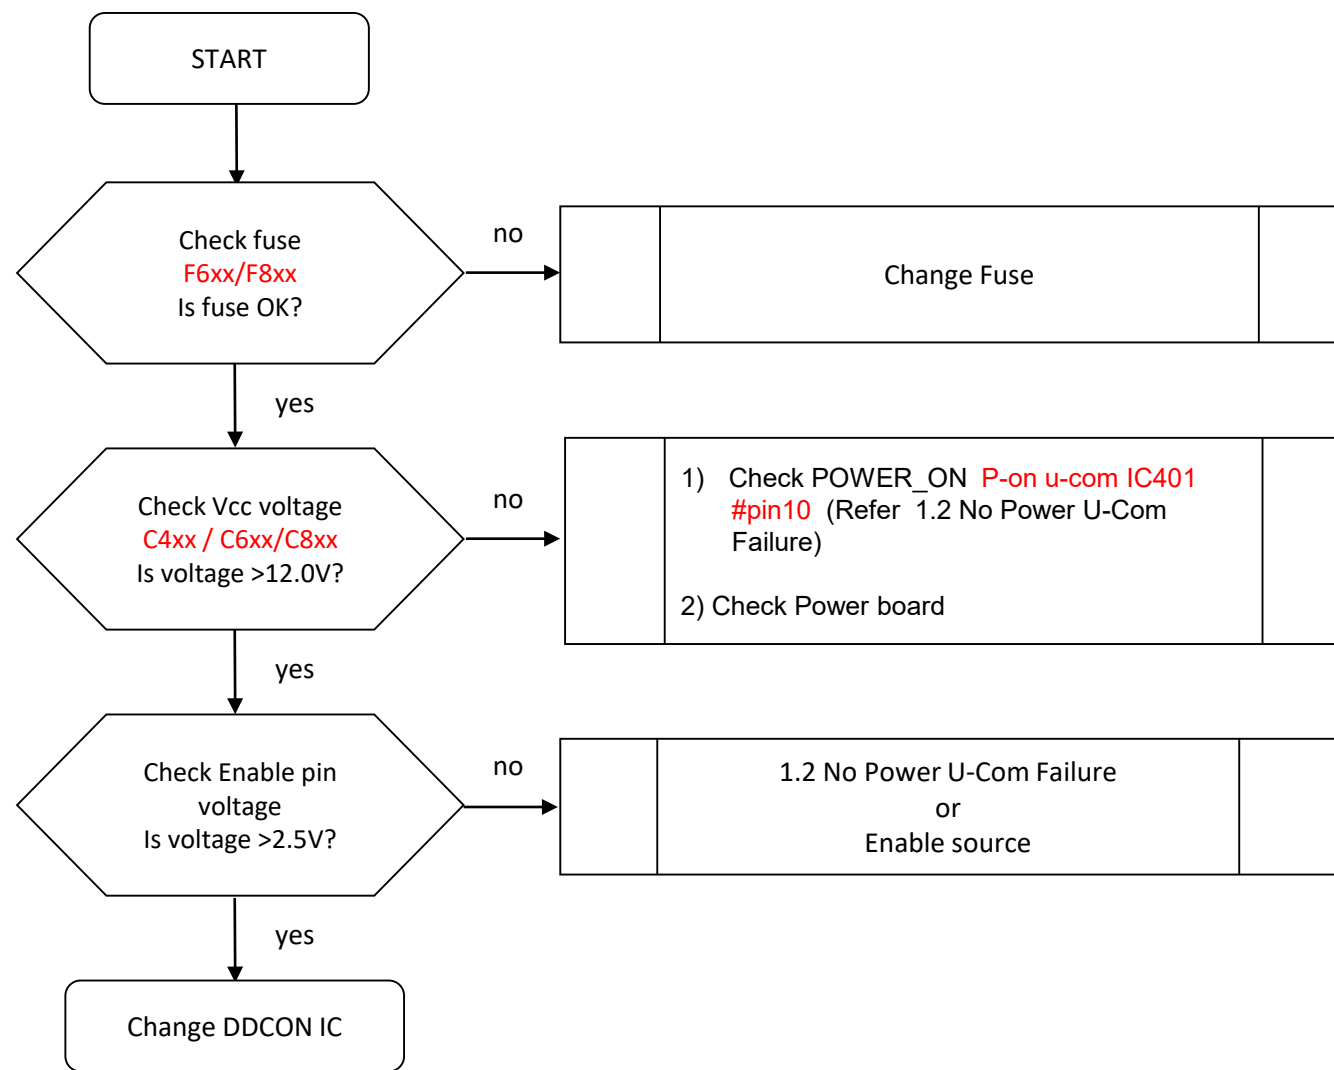 START
Check fuse
F6xx/F8xx
Is fuse OK?
no
Change Fuse
yes
Check Vcc voltage
C4xx / C6xx/C8xx
Is voltage >12.0V?
no
1) Check POWER_ON P-on u-com IC401
#pin10 (Refer 1.2 No Power U-Com
Failure)
2) Check Power board
yes
Check Enable pin
voltage
Is voltage >2.5V?
no
1.2 No Power U-Com Failure
or
Enable source
yes
Change DDCON IC